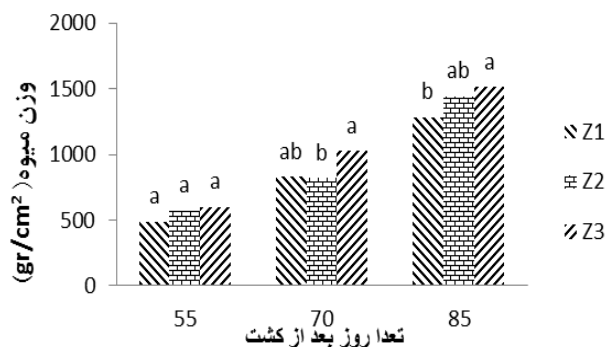 2000
1500
1000
500
0
وزن میوه( gr/cm²)
a a a
ab b a
b ab a
55 70 85
تعدا روز بعد از کشت
Z1
Z2
Z3